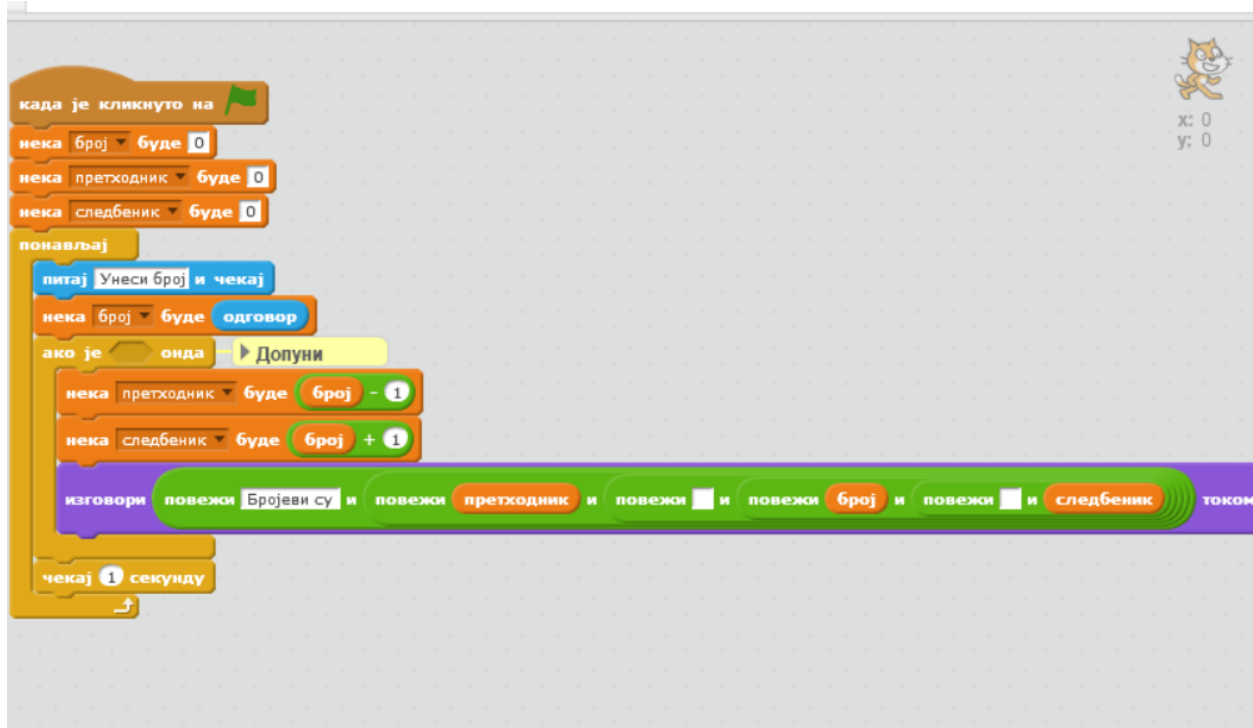 x: 0
y: 0
када је кликнуто на
нека број буде 0
нека претходник буде 0
нека следбеник буде 0
понављај
питај Унеси број и чекај
нека број буде одговор
ако је онда Допуни
нека претходник буде број - 1
нека следбеник буде број + 1
изговори повежи Бројеви су и повежи претходник и повежи и повежи број и повежи и следбеник током
чекај 1 секунду